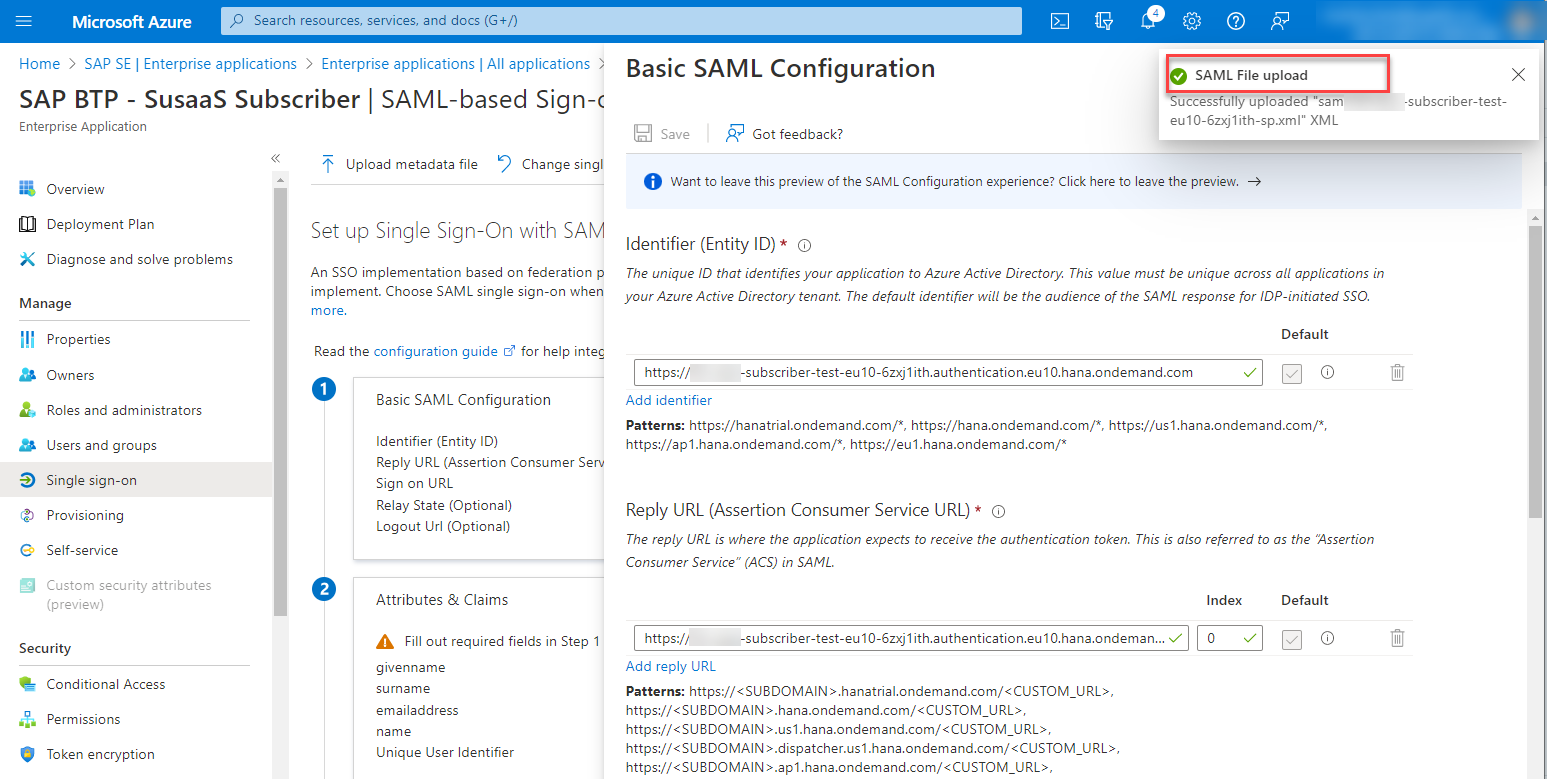 Microsoft Azure
Search resources, services, and docs (G+/)
4
Home > SAP SE | Enterprise applications > Enterprise applications | All applications >
SAP BTP - SusaaS Subscriber | SAML-based Sign-o
Enterprise Application
Overview
Deployment Plan
Diagnose and solve problems
Manage
Properties
Owners
Roles and administrators
Users and groups
Single sign-on
Provisioning
Self-service
Custom security attributes
(preview)
Security
Conditional Access
Permissions
Token encryption
Upload metadata file
Change singl
Set up Single Sign-On with SAM
An SSO implementation based on federation p
implement. Choose SAML single sign-on when
more.
Read the configuration guide for help integ
1
Basic SAML Configuration
Identifier (Entity ID)
Reply URL (Assertion Consumer Serv
Sign on URL
Relay State (Optional)
Logout Url (Optional)
2
Attributes & Claims
Fill out required fields in Step 1
givenname
surname
emailaddress
name
Unique User Identifier
Basic SAML Configuration
Save
Got feedback?
SAML File upload
Successfully uploaded "sam -subscriber-test-
eu10-6zxj1ith-sp.xml" XML
Want to leave this preview of the SAML Configuration experience? Click here to leave the preview. →
Identifier (Entity ID) *
The unique ID that identifies your application to Azure Active Directory. This value must be unique across all applications in
your Azure Active Directory tenant. The default identifier will be the audience of the SAML response for IDP-initiated SSO.
Default
https:// -subscriber-test-eu10-6zxj1ith.authentication.eu10.hana.ondemand.com
Add identifier
Patterns: https://hanatrial.ondemand.com/*, https://hana.ondemand.com/*, https://us1.hana.ondemand.com/*,
https://ap1.hana.ondemand.com/*, https://eu1.hana.ondemand.com/*
Reply URL (Assertion Consumer Service URL) *
The reply URL is where the application expects to receive the authentication token. This is also referred to as the "Assertion
Consumer Service" (ACS) in SAML.
Index Default
https:// -subscriber-test-eu10-6zxj1ith.authentication.eu10.hana.ondeman... 0
Add reply URL
Patterns: https://<SUBDOMAIN>.hanatrial.ondemand.com/<CUSTOM_URL>,
https://<SUBDOMAIN>.hana.ondemand.com/<CUSTOM_URL>,
https://<SUBDOMAIN>.us1.hana.ondemand.com/<CUSTOM_URL>,
https://<SUBDOMAIN>.dispatcher.us1.hana.ondemand.com/<CUSTOM_URL>,
https://<SUBDOMAIN>.ap1.hana.ondemand.com/<CUSTOM_URL>,